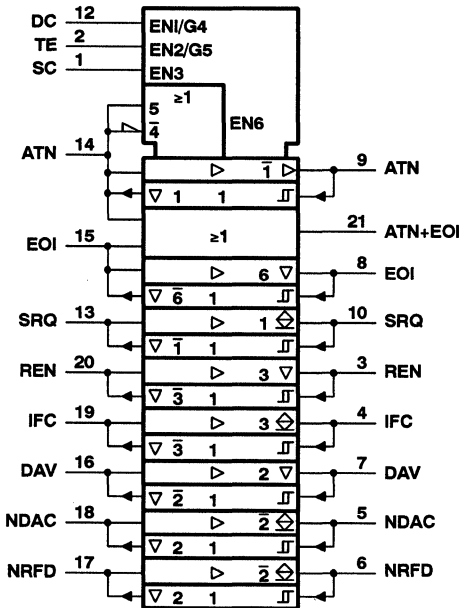 DC 12 EN1/G4
TE 2 EN2/G5
SC 1 EN3
≥1
5
4̅ EN6
ATN 14
▷ 1̅ ▷ 9 ATN
▽ 1 1
≥1 21 ATN+EOI
EOI 15
▷ 6 ▽ 8 EOI
▽ 6̅ 1
SRQ 13 ▷ 1 10 SRQ
▽ 1̅ 1
REN 20 ▷ 3 ▽ 3 REN
▽ 3̅ 1
IFC 19 ▷ 3 4 IFC
▽ 3̅ 1
DAV 16 ▷ 2 ▽ 7 DAV
▽ 2̅ 1
NDAC 18 ▷ 2̅ 5 NDAC
▽ 2 1
NRFD 17 ▷ 2̅ 6 NRFD
▽ 2 1